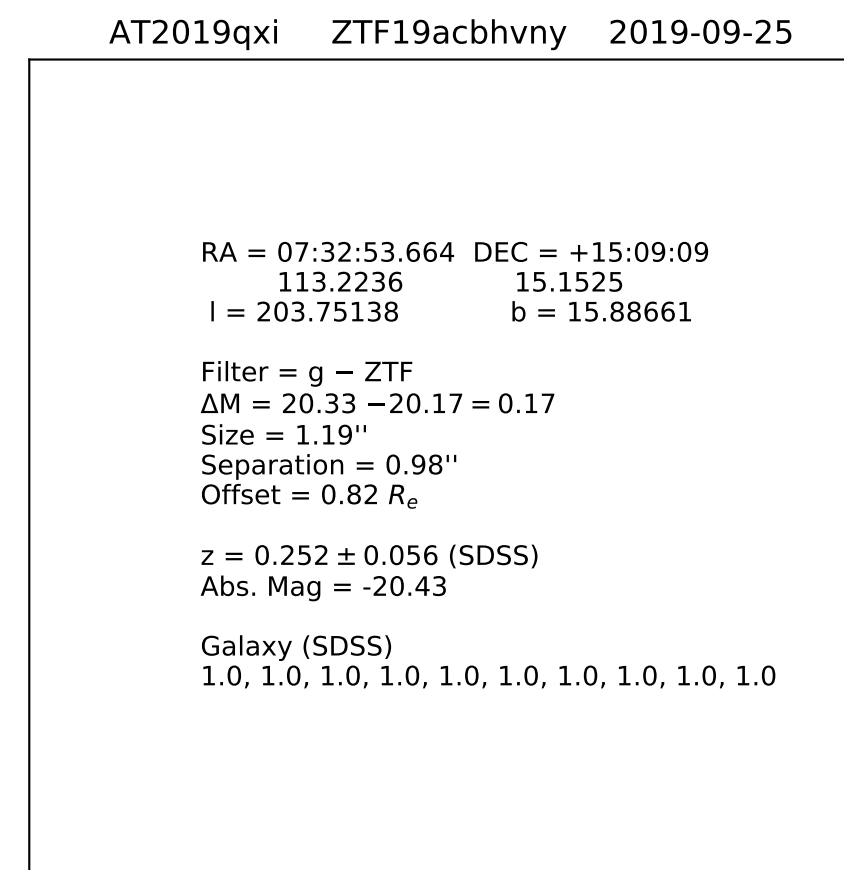 AT2019qxi ZTF19acbhvny 2019-09-25
RA = 07:32:53.664 DEC = +15:09:09
113.2236 15.1525
l = 203.75138 b = 15.88661
Filter = g − ZTF
ΔM = 20.33 −20.17 = 0.17
Size = 1.19''
Separation = 0.98''
Offset = 0.82 Rₑ
z = 0.252 ± 0.056 (SDSS)
Abs. Mag = -20.43
Galaxy (SDSS)
1.0, 1.0, 1.0, 1.0, 1.0, 1.0, 1.0, 1.0, 1.0, 1.0